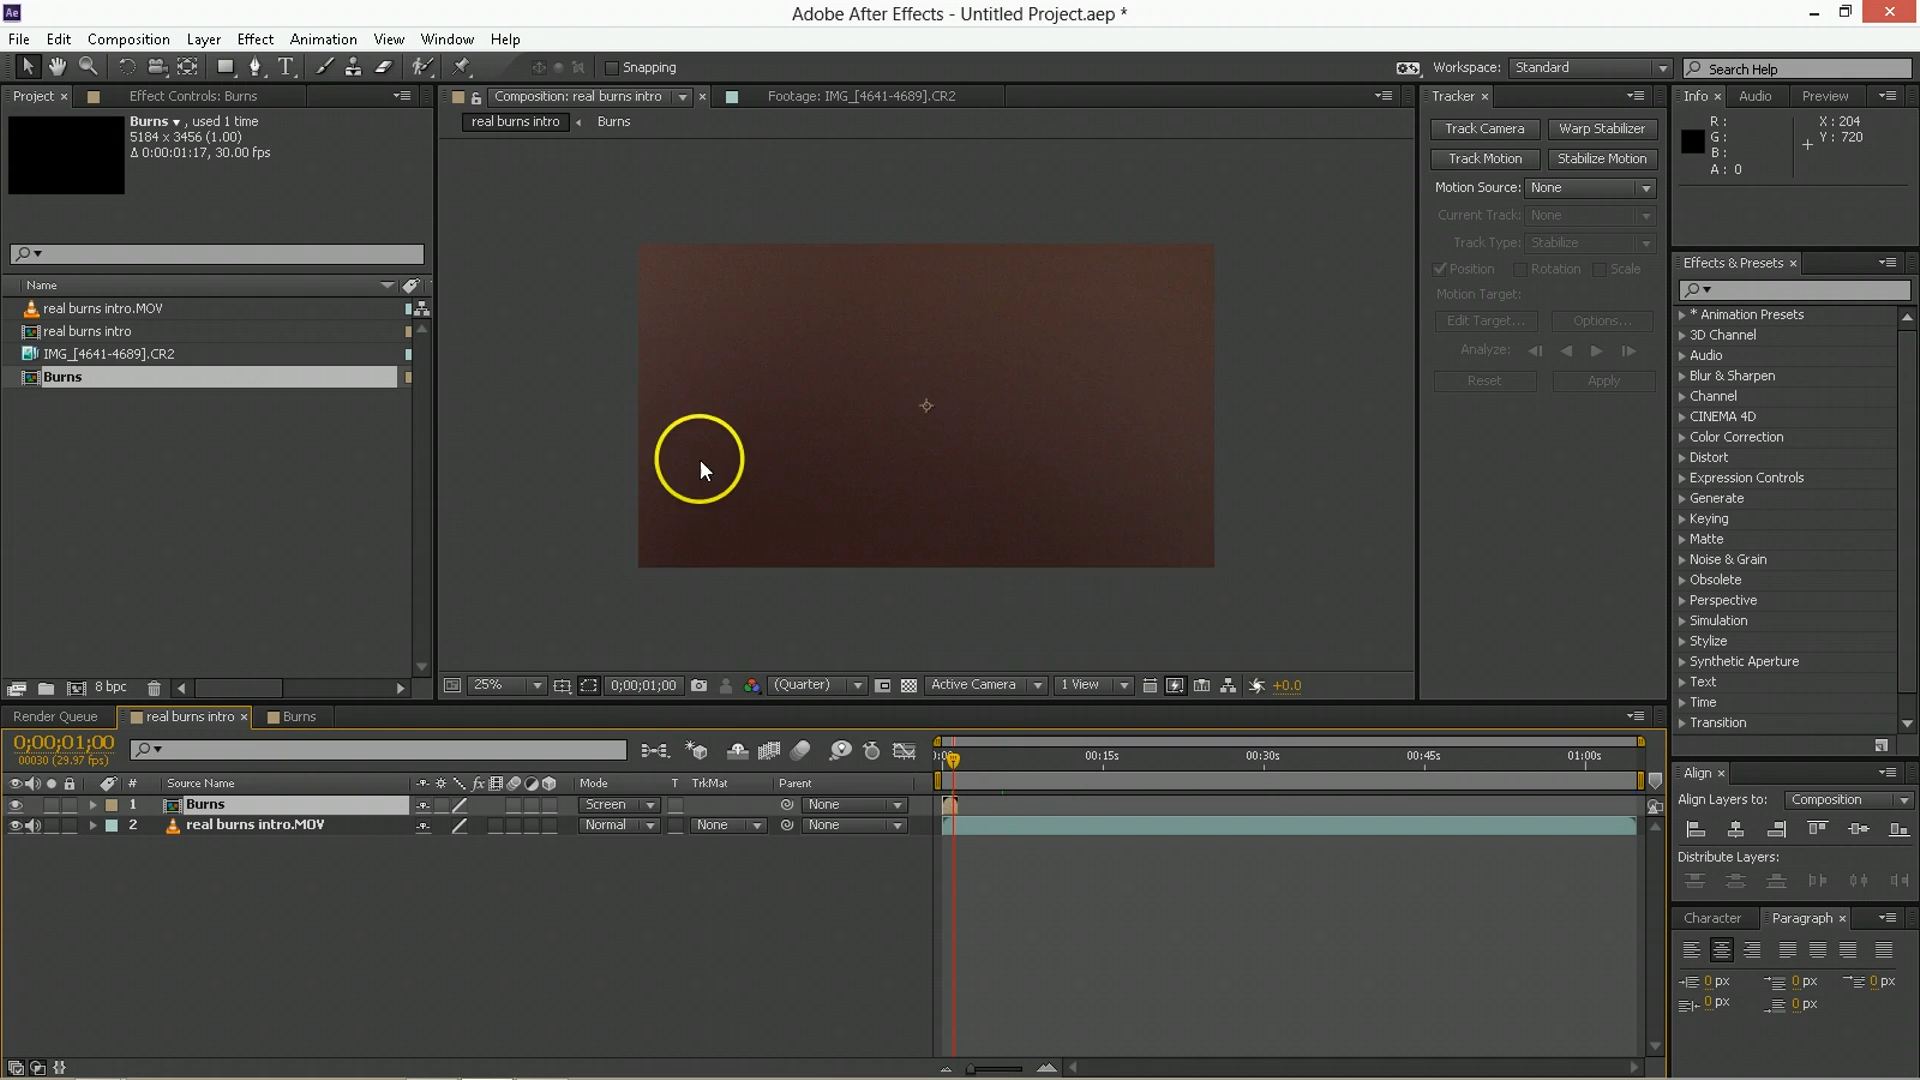 Ae
Adobe After Effects - Untitled Project.aep *
File Edit Composition Layer Effect Animation View Window Help
Snapping
Workspace: Standard
Search Help
Project ×
Effect Controls: Burns
Burns ▾ , used 1 time
5184 x 3456 (1.00)
Δ 0:00:01:17, 30.00 fps
Name
real burns intro.MOV
real burns intro
IMG_[4641-4689].CR2
Burns
8 bpc
Composition: real burns intro
Footage: IMG_[4641-4689].CR2
real burns intro
Burns
25%
0;00;01;00
(Quarter)
Active Camera
1 View
+0.0
Tracker ×
Track Camera Warp Stabilizer
Track Motion Stabilize Motion
Motion Source: None
Current Track: None
Track Type: Stabilize
Position Rotation Scale
Motion Target:
Edit Target... Options...
Analyze:
Reset Apply
Info × Audio Preview
R: X: 204
G: Y: 720
B:
A: 0
Effects & Presets ×
* Animation Presets
3D Channel
Audio
Blur & Sharpen
Channel
CINEMA 4D
Color Correction
Distort
Expression Controls
Generate
Keying
Matte
Noise & Grain
Obsolete
Perspective
Simulation
Stylize
Synthetic Aperture
Text
Time
Transition
Render Queue real burns intro × Burns
0;00;01;00
00030 (29.97 fps)
00:15s 00:30s 00:45s 01:00s
# Source Name Mode T TrkMat Parent
1 Burns Screen None
2 real burns intro.MOV Normal None None
Align ×
Align Layers to: Composition
Distribute Layers:
Character Paragraph ×
0 px 0 px 0 px
0 px 0 px